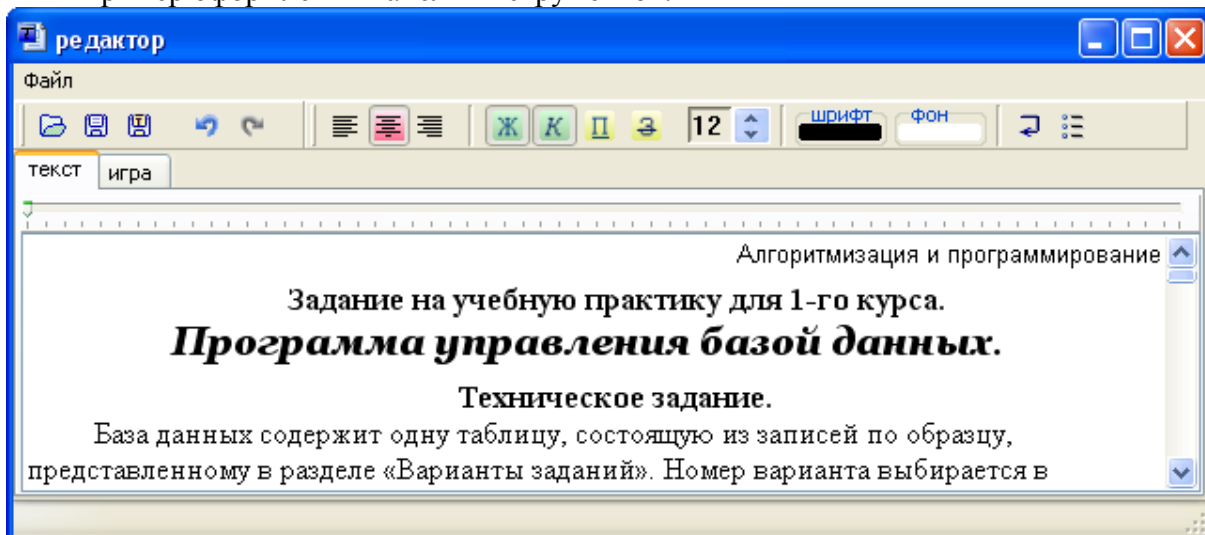 редактор
Файл
Ж К П З 12 шрифт фон
текст игра
Алгоритмизация и программирование
Задание на учебную практику для 1-го курса.
Программа управления базой данных.
Техническое задание.
База данных содержит одну таблицу, состоящую из записей по образцу,
представленному в разделе «Варианты заданий». Номер варианта выбирается в